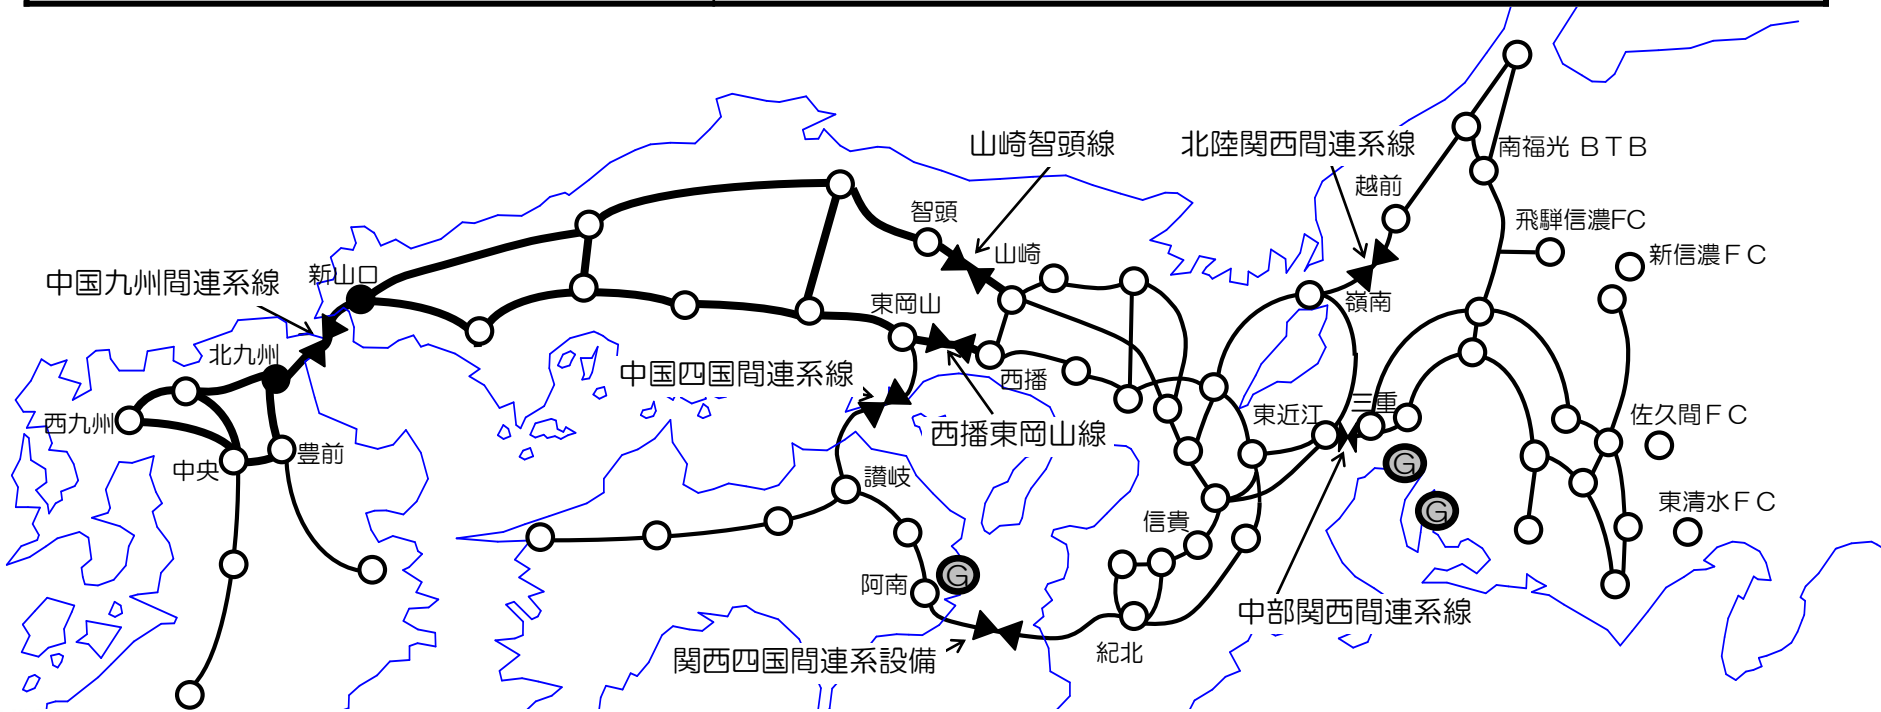 山崎智頭線
北陸関西間連系線
南福光 ＢＴＢ
越前
智頭
飛騨信濃FC
山崎
新信濃ＦＣ
中国九州間連系線
新山口
東岡山
嶺南
北九州
中国四国間連系線
西播
東近江
三重
西九州
西播東岡山線
佐久間ＦＣ
中央
豊前
讃岐
G
G
信貴
東清水ＦＣ
阿南
G
中部関西間連系線
関西四国間連系設備
紀北